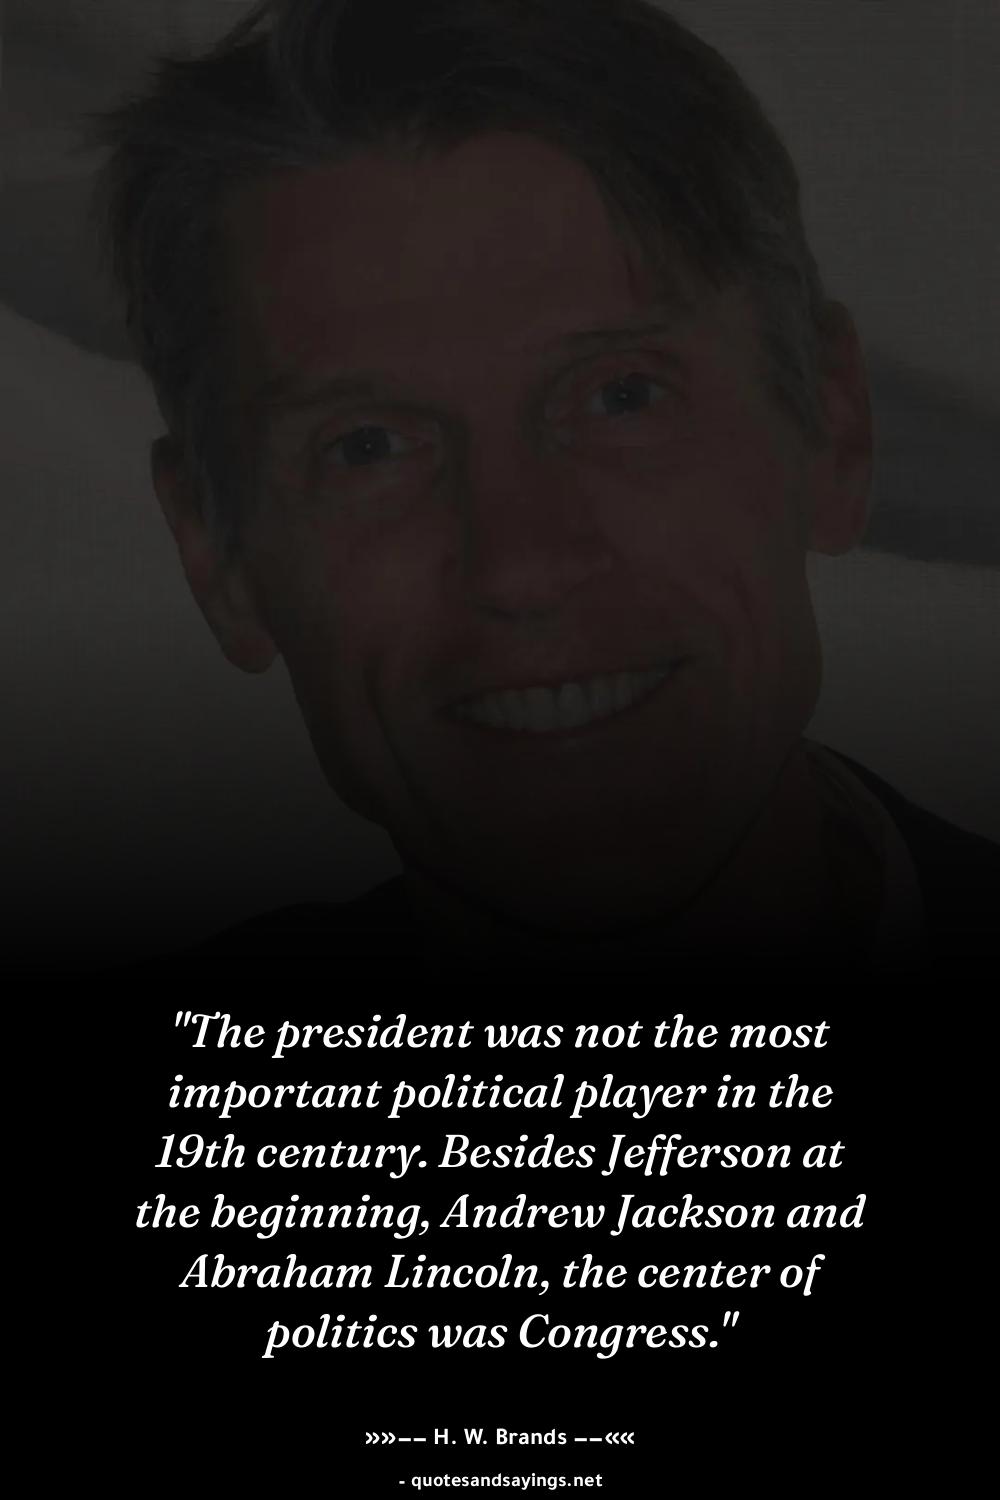 "The president was not the most
important political player in the
19th century. Besides Jefferson at
the beginning, Andrew Jackson and
Abraham Lincoln, the center of
politics was Congress."
»»—— H. W. Brands ——««
- quotesandsayings.net